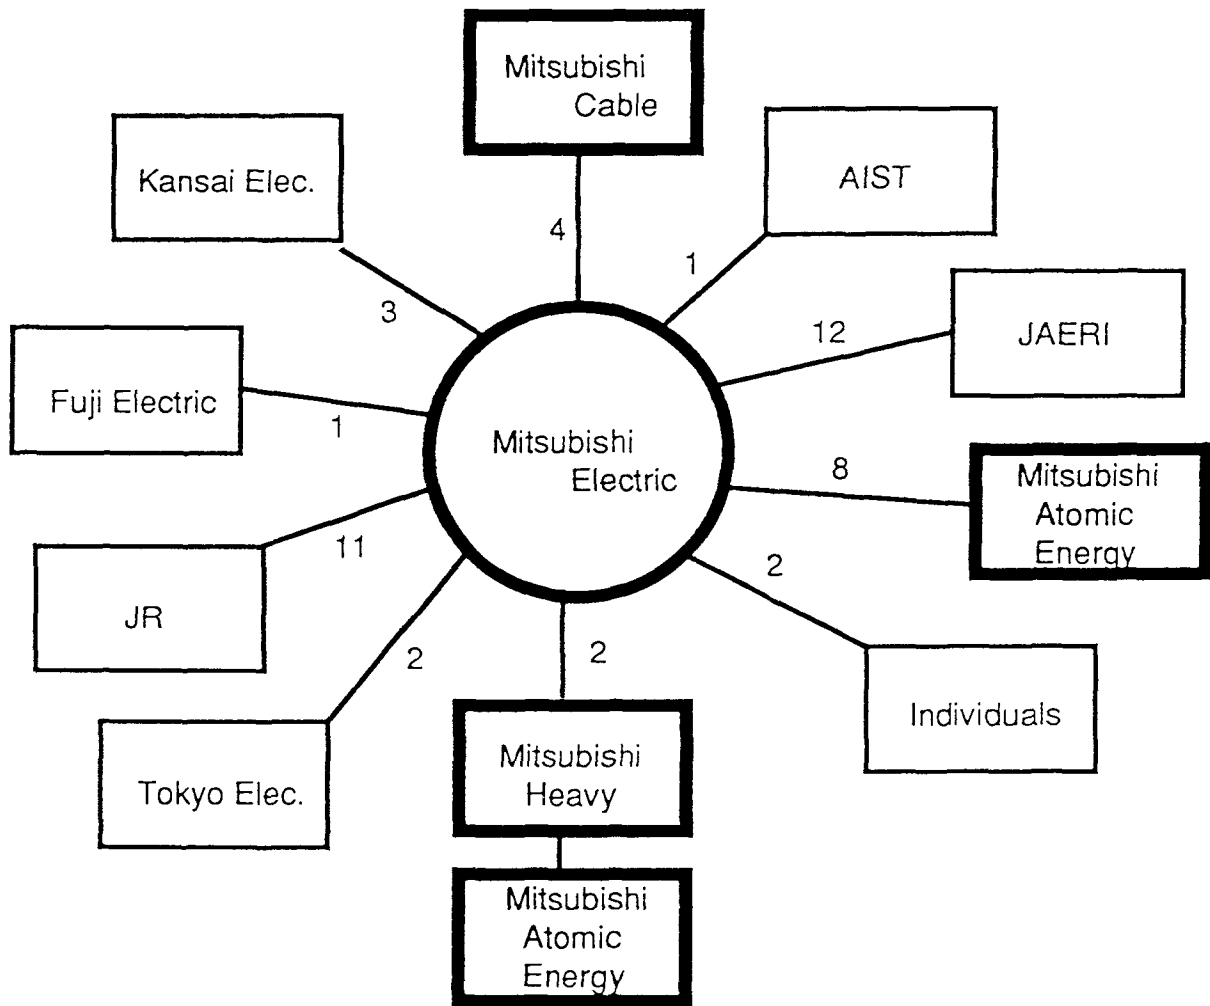 Mitsubishi
Cable
Kansai Elec.
AIST
4
1
3
12
JAERI
Fuji Electric
1
Mitsubishi
Electric
8
Mitsubishi
Atomic
Energy
11
2
JR
2
2
Individuals
Tokyo Elec.
Mitsubishi
Heavy
Mitsubishi
Atomic
Energy